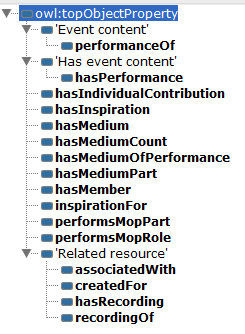 owl:topObjectProperty
'Event content'
performanceOf
'Has event content'
hasPerformance
hasIndividualContribution
hasInspiration
hasMedium
hasMediumCount
hasMediumOfPerformance
hasMediumPart
hasMember
inspirationFor
performsMopPart
performsMopRole
'Related resource'
associatedWith
createdFor
hasRecording
recordingOf